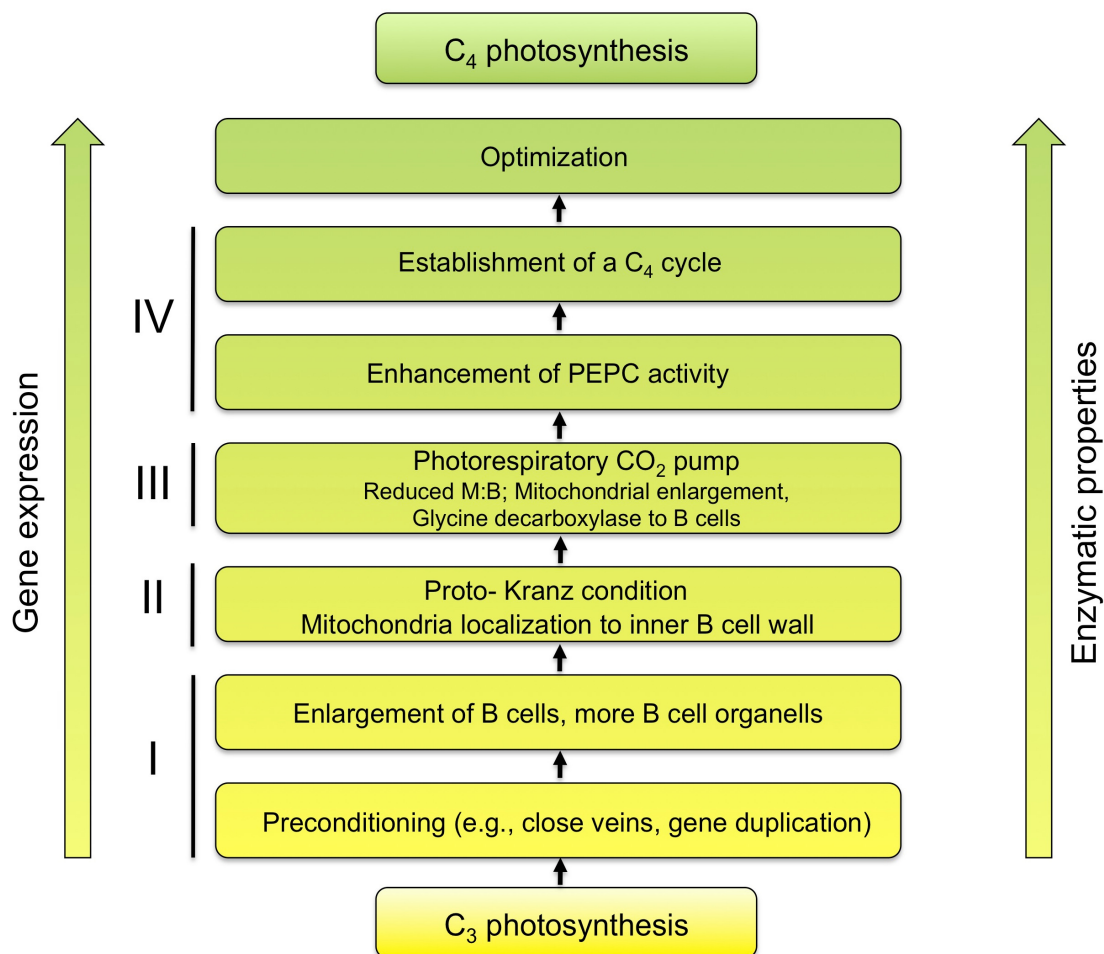 C₄ photosynthesis
Optimization
Establishment of a C₄ cycle
IV
Enhancement of PEPC activity
Photorespiratory CO₂ pump
III
Reduced M:B; Mitochondrial enlargement,
Glycine decarboxylase to B cells
Gene expression
Enzymatic properties
II
Proto- Kranz condition
Mitochondria localization to inner B cell wall
Enlargement of B cells, more B cell organells
I
Preconditioning (e.g., close veins, gene duplication)
C₃ photosynthesis